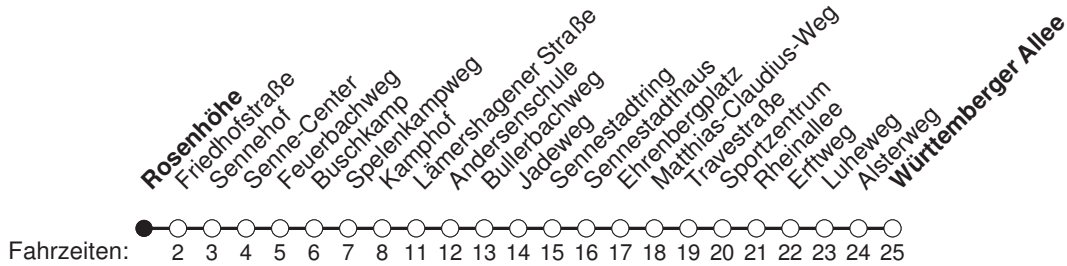 Rosenhöhe
Friedhofstraße
Sennehof
Senne-Center
Feuerbachweg
Buschkamp
Spelenkampweg
Kamphof
Lämershagener Straße
Andersenschule
Bullerbachweg
Jadeweg
Sennestadtring
Sennestadthaus
Ehrenbergplatz
Matthias-Claudius-Weg
Travestraße
Sportzentrum
Rheinallee
Erftweg
Luheweg
Alsterweg
Württemberger Allee
Fahrzeiten: 2 3 4 5 6 7 8 11 12 13 14 15 16 17 18 19 20 21 22 23 24 25